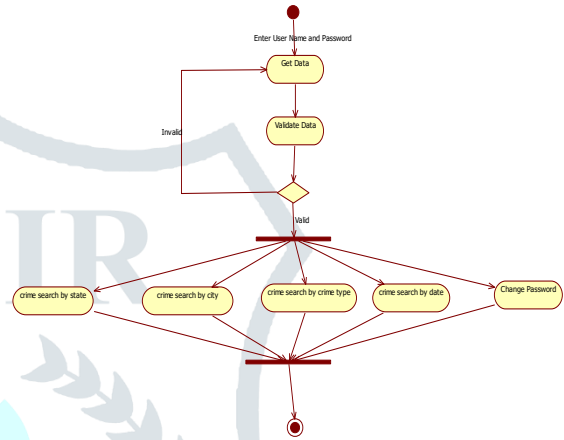 Enter User Name and Password
Get Data
Validate Data
Invalid
Valid
IR
crime search by state
crime search by city
crime search by crime type
crime search by date
Change Password